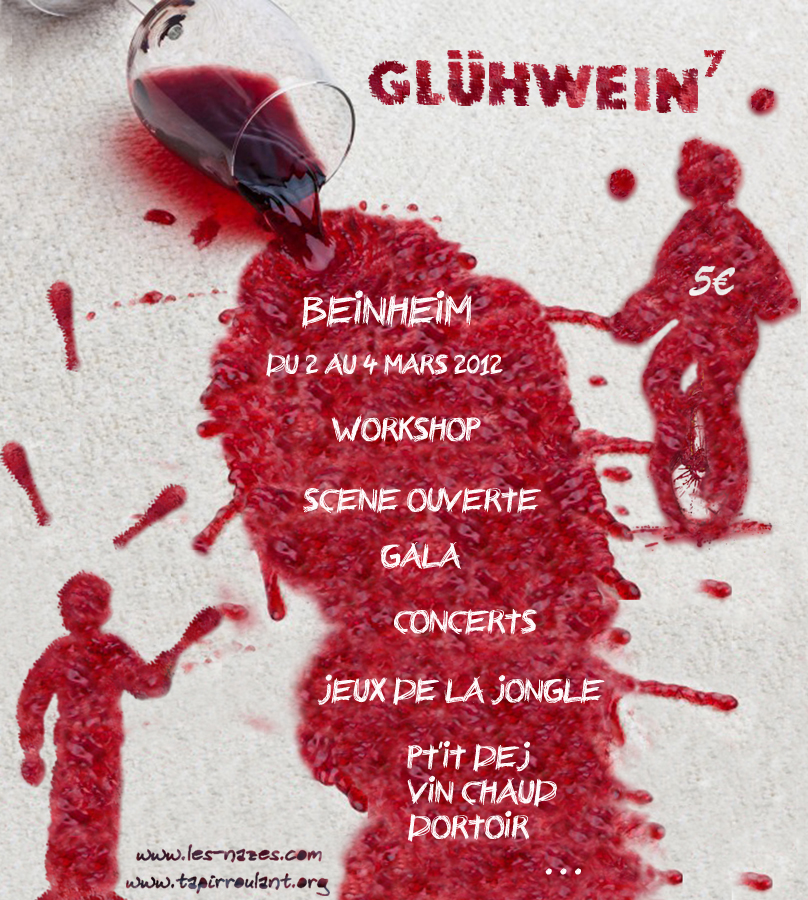 GLÜHWEIN⁷
5€
BEiNHEiM
DU 2 AU 4 MARS 2012
WORKSHOP
SCENE OUVERTE
GALA
CONCERTS
jEUX DE LA jONGLE
Pt'it DEj
ViN CHAUD
DORTOiR
...
www.les-nazes.com
www.tapirroulant.org